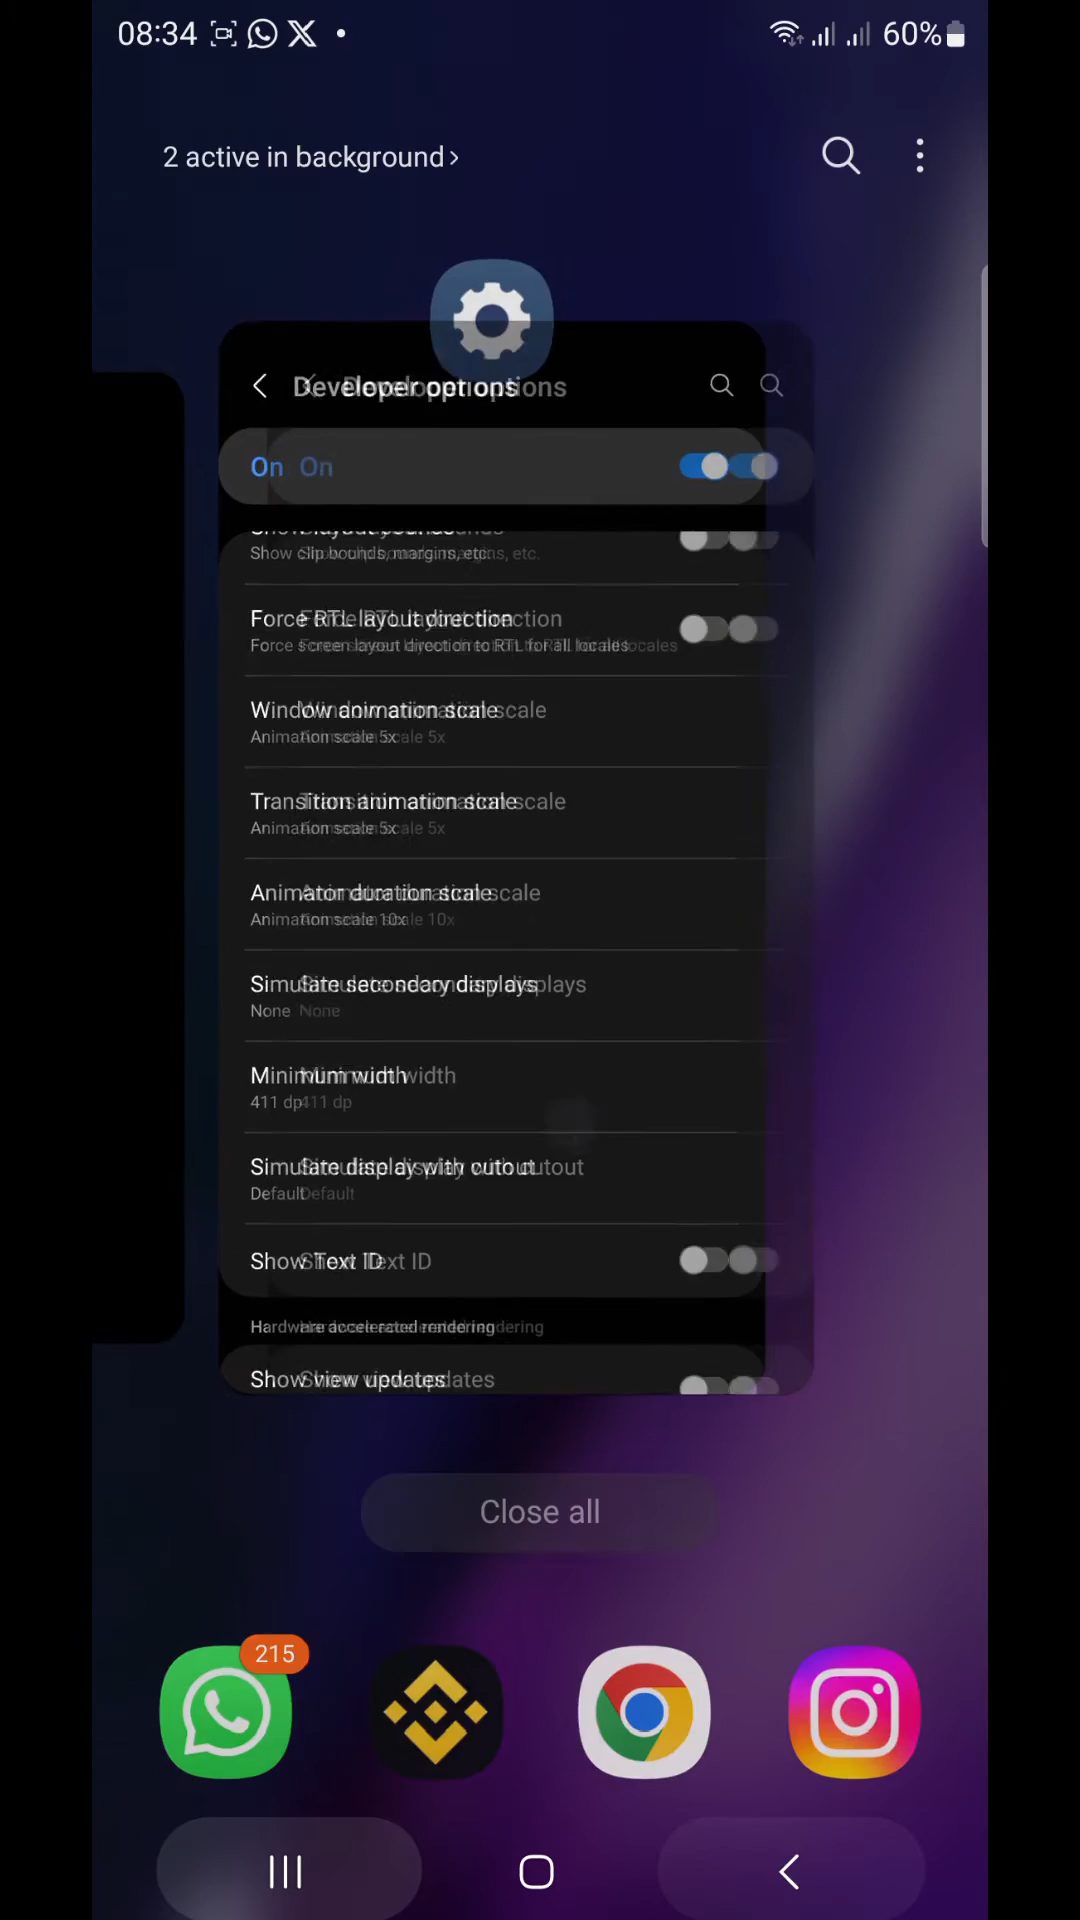 08:34
60%
2 active in background
Developer options
On
Show layout bounds
Show clip bounds, margins, etc.
Force RTL layout direction
Force screen layout direction to RTL for all locales
Window animation scale
Animation scale 5x
Transition animation scale
Animation scale 5x
Animator duration scale
Animation scale 10x
Simulate secondary displays
None
Minimum width
411 dp
Simulate display with cutout
Default
Show Text ID
Hardware accelerated rendering
Show view updates
Close all
215